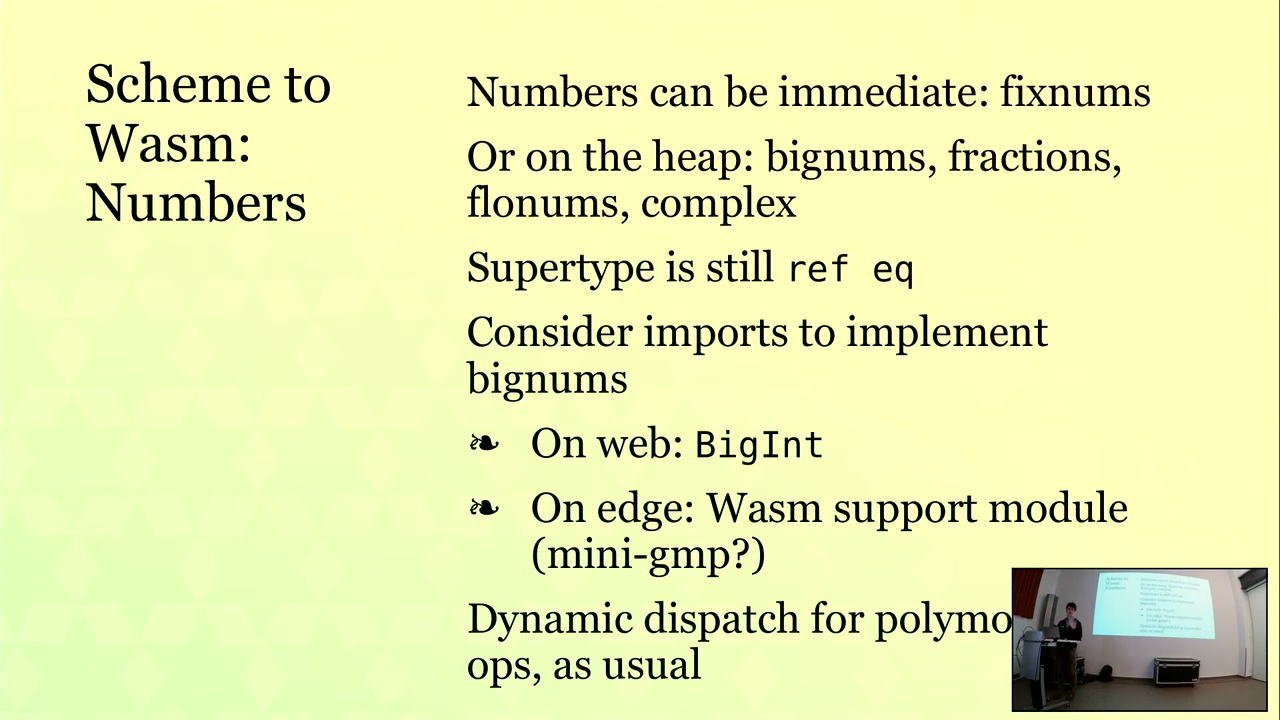 Scheme to
Wasm:
Numbers
Numbers can be immediate: fixnums
Or on the heap: bignums, fractions,
flonums, complex
Supertype is still ref eq
Consider imports to implement
bignums
❧ On web: BigInt
❧ On edge: Wasm support module
(mini-gmp?)
Dynamic dispatch for polymo
ops, as usual